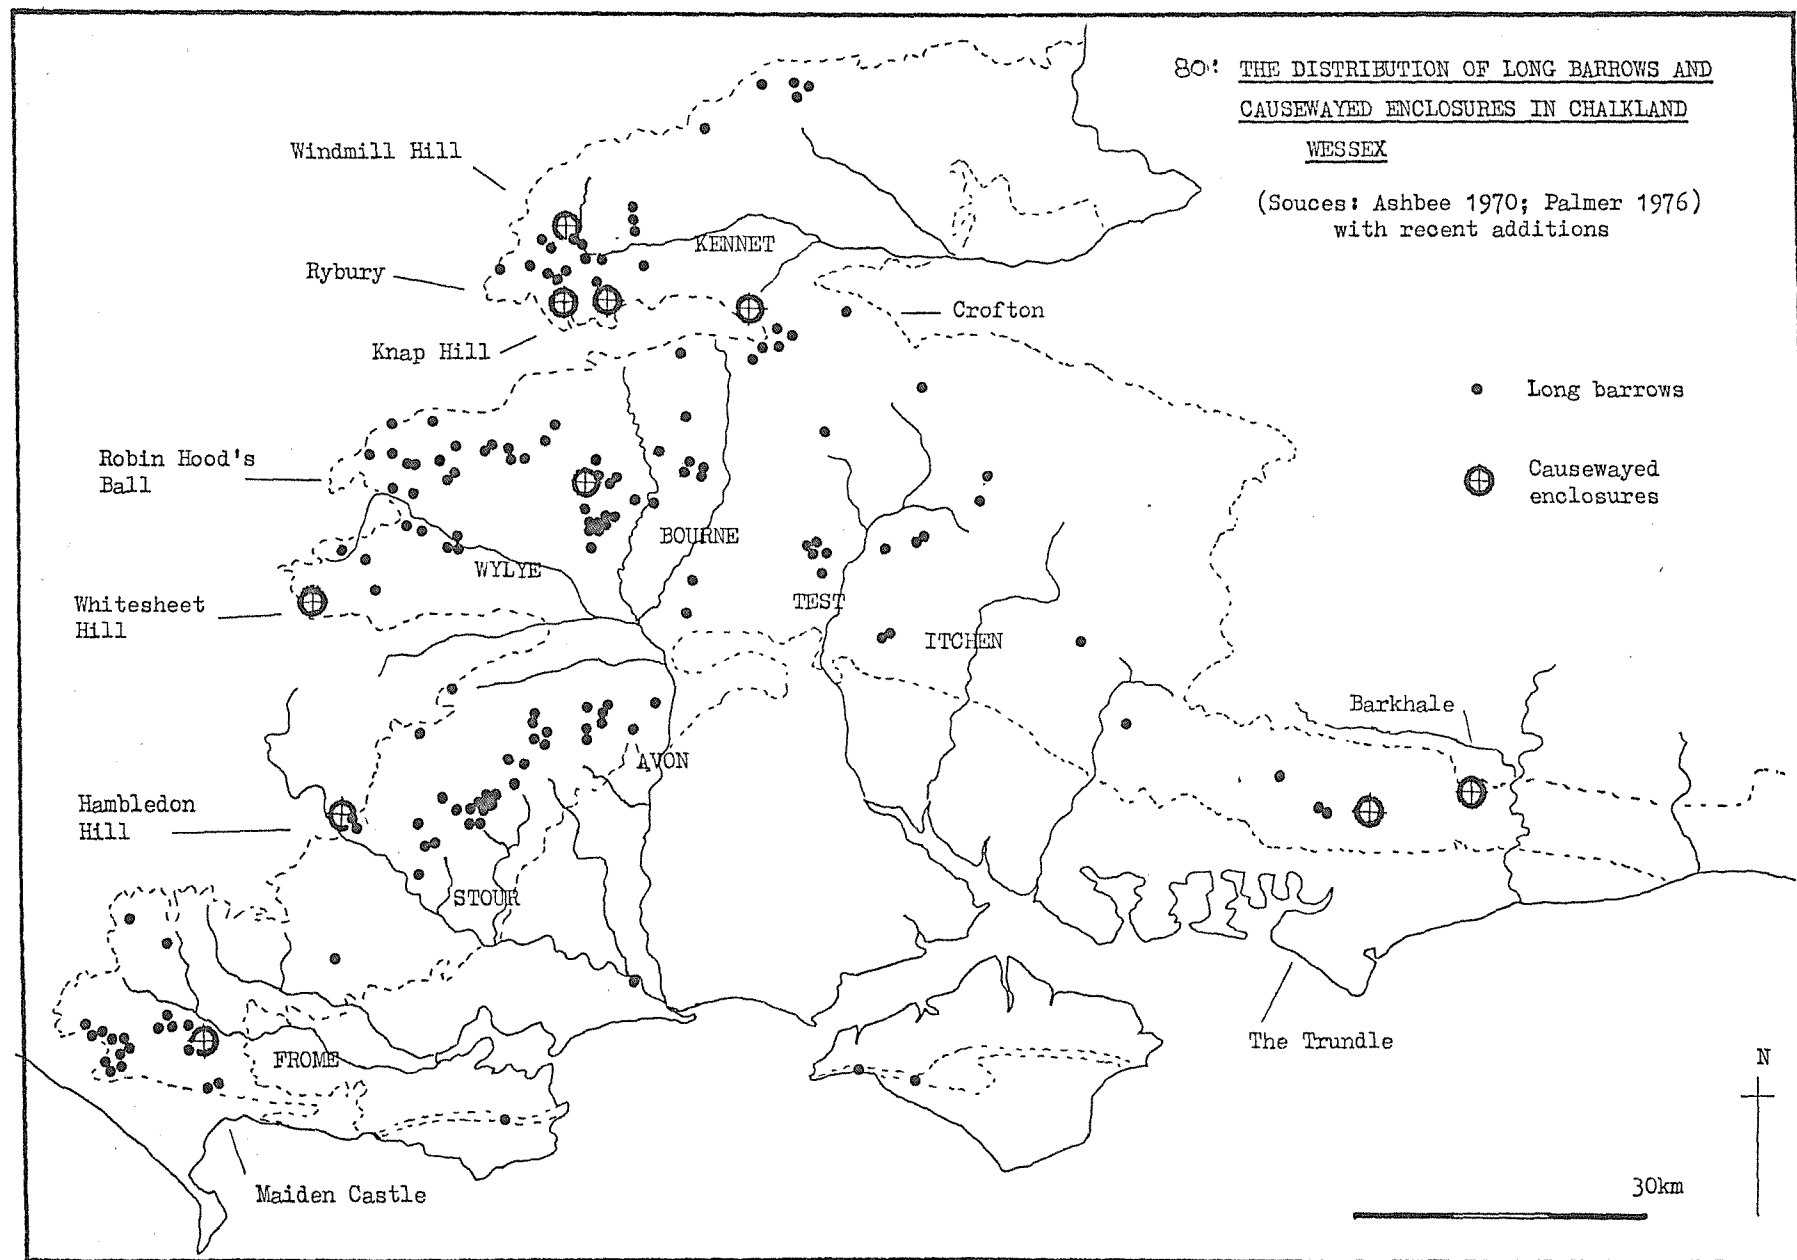 80: THE DISTRIBUTION OF LONG BARROWS AND
CAUSEWAYED ENCLOSURES IN CHALKLAND
WESSEX
(Souces: Ashbee 1970; Palmer 1976)
with recent additions
Windmill Hill
KENNET
Rybury
Crofton
Knap Hill
Long barrows
Robin Hood's
Ball
Causewayed
enclosures
BOURNE
WYLYE
Whitesheet
Hill
TEST
ITCHEN
Barkhale
AVON
Hambledon
Hill
STOUR
The Trundle
FROME
N
Maiden Castle
30km